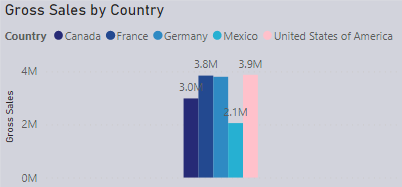 Gross Sales by Country
Country Canada France Germany Mexico United States of America
3.8M 3.9M
4M
3.0M
2.1M
2M
0M
Gross Sales